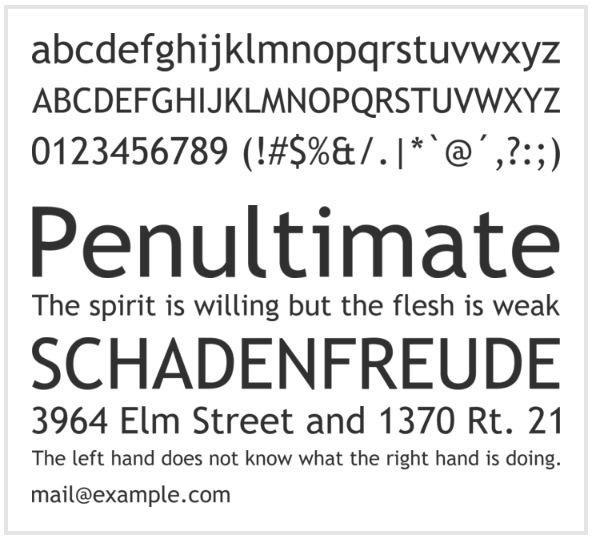 abcdefghijklmnopqrstuvwxyz
ABCDEFGHIJKLMNOPQRSTUVWXYZ
0123456789 (!#$%&/.|*`@´,?:;)
Penultimate
The spirit is willing but the flesh is weak
SCHADENFREUDE
3964 Elm Street and 1370 Rt. 21
The left hand does not know what the right hand is doing.
mail@example.com